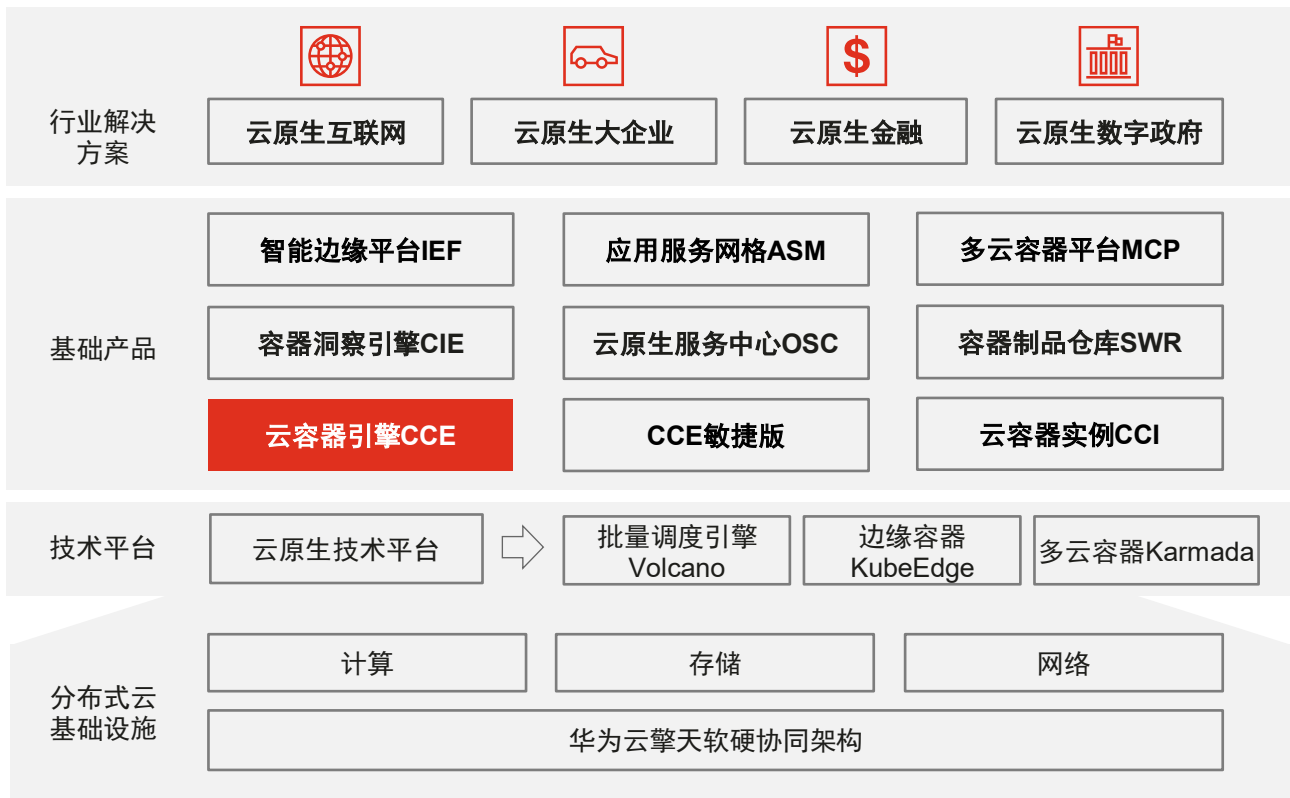 $
行业解决
方案
云原生互联网
云原生大企业
云原生金融
云原生数字政府
基础产品
智能边缘平台IEF
应用服务网格ASM
多云容器平台MCP
容器洞察引擎CIE
云原生服务中心OSC
容器制品仓库SWR
云容器引擎CCE
CCE敏捷版
云容器实例CCI
技术平台
云原生技术平台
批量调度引擎
Volcano
边缘容器
KubeEdge
多云容器Karmada
分布式云
基础设施
计算
存储
网络
华为云擎天软硬协同架构